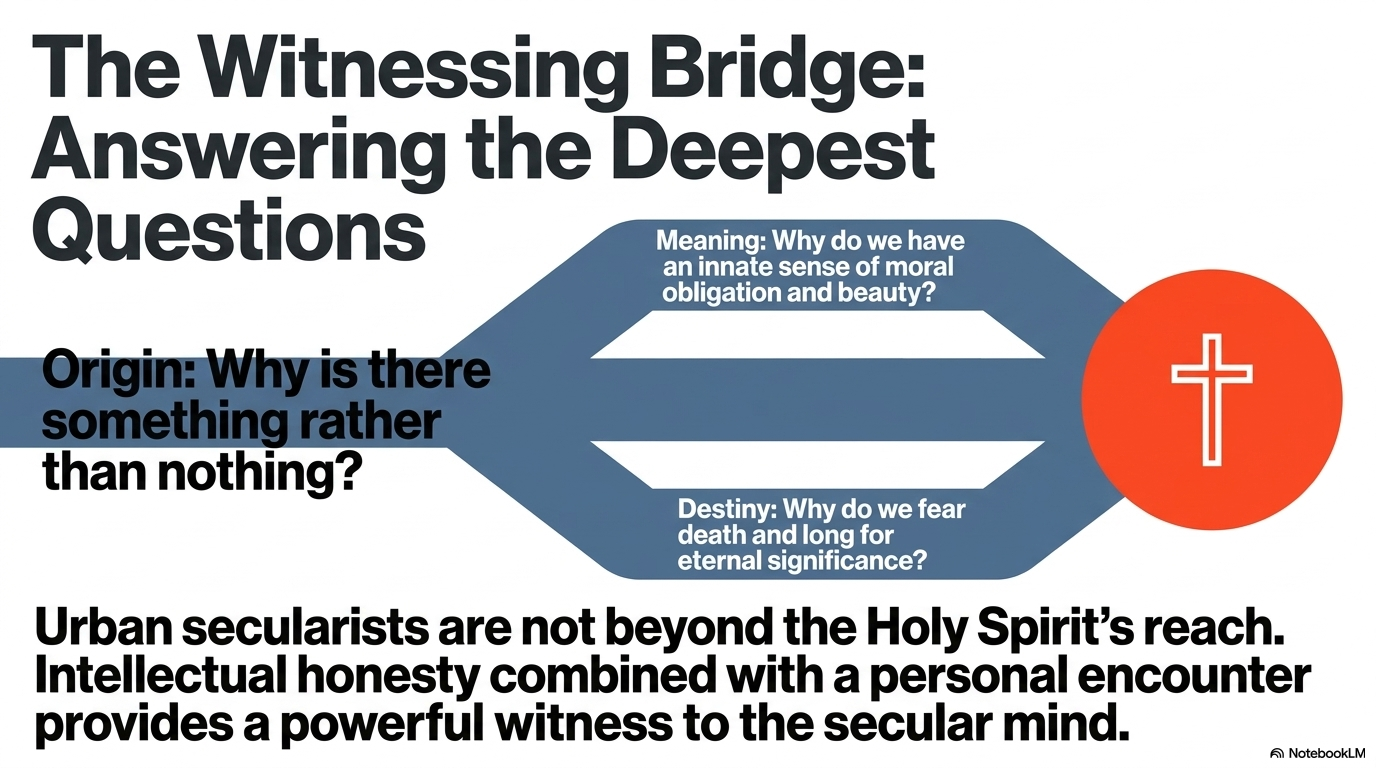 The Witnessing Bridge:
Answering the Deepest
Questions
Meaning: Why do we have
an innate sense of moral
obligation and beauty?
Origin: Why is there
something rather
than nothing?
Destiny: Why do we fear
death and long for
eternal significance?
Urban secularists are not beyond the Holy Spirit’s reach.
Intellectual honesty combined with a personal encounter
provides a powerful witness to the secular mind.
NotebookLM